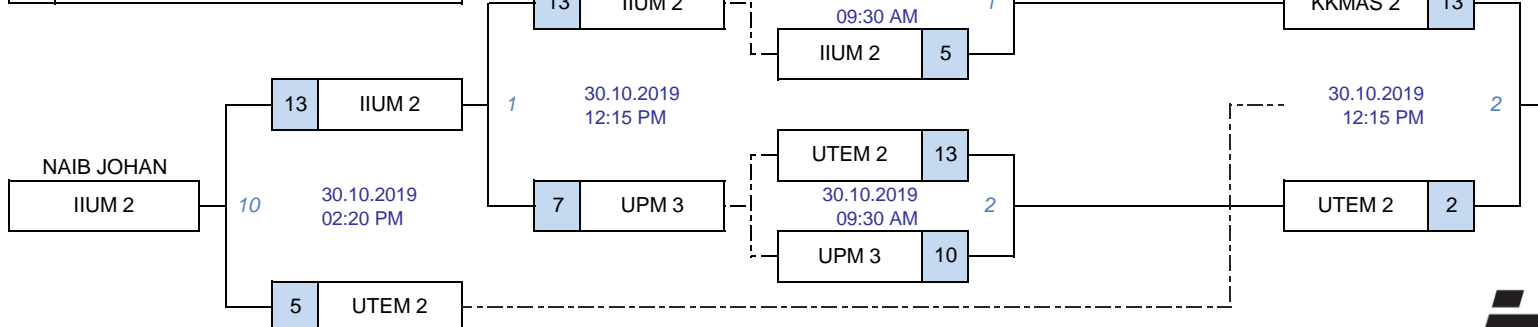 13 IIUM 2
09:30 AM
1
KKMAS 2 13
IIUM 2 5
13 IIUM 2
1
30.10.2019
12:15 PM
30.10.2019
12:15 PM
2
UTEM 2 13
NAIB JOHAN
IIUM 2
10
30.10.2019
02:20 PM
7 UPM 3
30.10.2019
09:30 AM
2
UTEM 2 2
UPM 3 10
5 UTEM 2